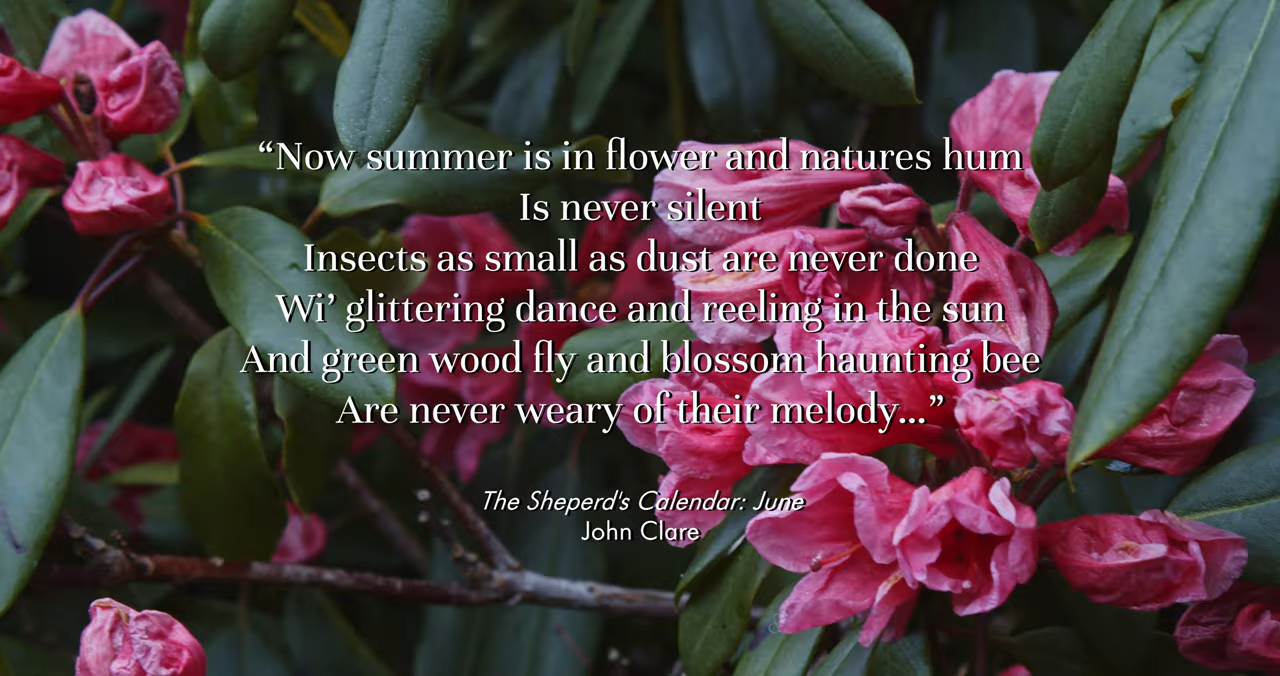 “Now summer is in flower and natures hum
Is never silent
Insects as small as dust are never done
Wi’ glittering dance and reeling in the sun
And green wood fly and blossom haunting bee
Are never weary of their melody...”
The Sheperd's Calendar: June
John Clare